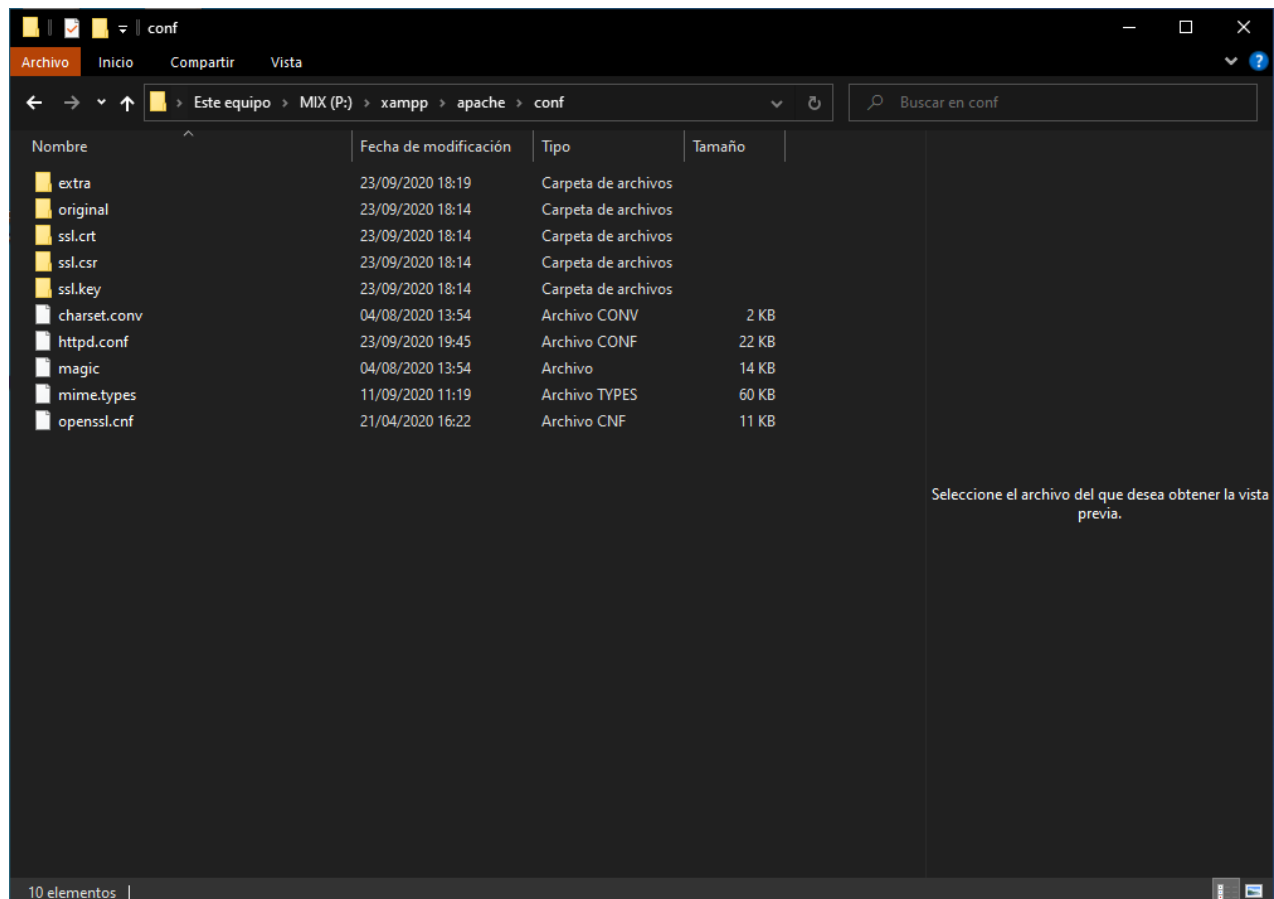 conf
Archivo Inicio Compartir Vista
Este equipo > MIX (P:) > xampp > apache > conf
Buscar en conf
Nombre Fecha de modificación Tipo Tamaño
extra 23/09/2020 18:19 Carpeta de archivos
original 23/09/2020 18:14 Carpeta de archivos
ssl.crt 23/09/2020 18:14 Carpeta de archivos
ssl.csr 23/09/2020 18:14 Carpeta de archivos
ssl.key 23/09/2020 18:14 Carpeta de archivos
charset.conv 04/08/2020 13:54 Archivo CONV 2 KB
httpd.conf 23/09/2020 19:45 Archivo CONF 22 KB
magic 04/08/2020 13:54 Archivo 14 KB
mime.types 11/09/2020 11:19 Archivo TYPES 60 KB
openssl.cnf 21/04/2020 16:22 Archivo CNF 11 KB
Seleccione el archivo del que desea obtener la vista
previa.
10 elementos